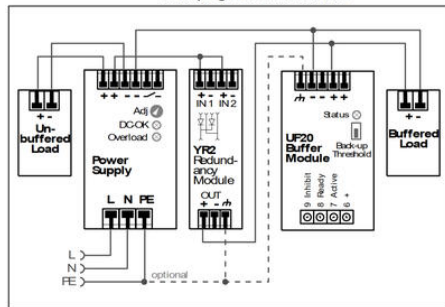 + + - - -
Adj
DC-OK
Overload
Power
Supply
L N PE
+ -
Un-
buffered
Load
+ - + -
IN 1 IN 2
YR2
Redund-
ancy
Module
OUT
+ -
- - + +
Status
UF20
Buffer
Module
Back-up
Threshold
9 Inhibit
8 Ready
7 Active
6 +
+ -
Buffered
Load
L
N
PE
optional